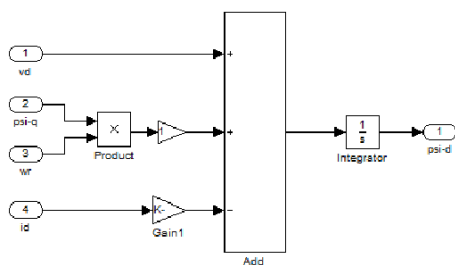 1
vd
+
2
psi-q
3
wr
×
Product
1
+
4
id
K-
Gain1
−
Add
1
s
Integrator
1
psi-d